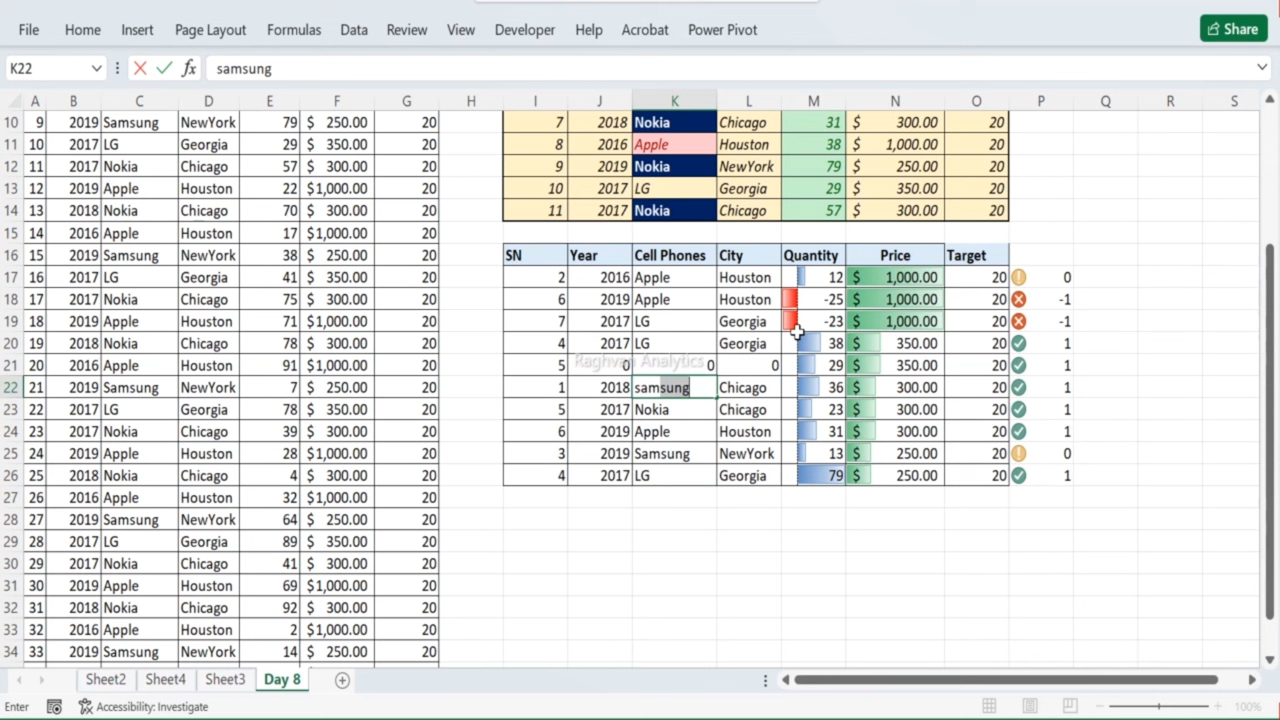 File Home Insert Page Layout Formulas Data Review View Developer Help Acrobat Power Pivot Share
K22 fx samsung
A B C D E F G H I J K L M N O P Q R S
10 9 2019 Samsung NewYork 79 $ 250.00 20 7 2018 Nokia Chicago 31 $ 300.00 20
11 10 2017 LG Georgia 29 $ 350.00 20 8 2016 Apple Houston 38 $ 1,000.00 20
12 11 2017 Nokia Chicago 57 $ 300.00 20 9 2019 Nokia NewYork 79 $ 250.00 20
13 12 2019 Apple Houston 22 $1,000.00 20 10 2017 LG Georgia 29 $ 350.00 20
14 13 2018 Nokia Chicago 70 $ 300.00 20 11 2017 Nokia Chicago 57 $ 300.00 20
15 14 2016 Apple Houston 17 $1,000.00 20
16 15 2019 Samsung NewYork 38 $ 250.00 20 SN Year Cell Phones City Quantity Price Target
17 16 2017 LG Georgia 41 $ 350.00 20 2 2016 Apple Houston 12 $ 1,000.00 20 0
18 17 2017 Nokia Chicago 75 $ 300.00 20 6 2019 Apple Houston -25 $ 1,000.00 20 -1
19 18 2019 Apple Houston 71 $1,000.00 20 7 2017 LG Georgia -23 $ 1,000.00 20 -1
20 19 2018 Nokia Chicago 78 $ 300.00 20 4 2017 LG Georgia 38 $ 350.00 20 1
Raghvan Analytics
21 20 2016 Apple Houston 91 $1,000.00 20 5 0 0 0 29 $ 350.00 20 1
22 21 2019 Samsung NewYork 7 $ 250.00 20 1 2018 samsung Chicago 36 $ 300.00 20 1
23 22 2017 LG Georgia 78 $ 350.00 20 5 2017 Nokia Chicago 23 $ 300.00 20 1
24 23 2017 Nokia Chicago 39 $ 300.00 20 6 2019 Apple Houston 31 $ 300.00 20 1
25 24 2019 Apple Houston 28 $1,000.00 20 3 2019 Samsung NewYork 13 $ 250.00 20 0
26 25 2018 Nokia Chicago 4 $ 300.00 20 4 2017 LG Georgia 79 $ 250.00 20 1
27 26 2016 Apple Houston 32 $1,000.00 20
28 27 2019 Samsung NewYork 64 $ 250.00 20
29 28 2017 LG Georgia 89 $ 350.00 20
30 29 2017 Nokia Chicago 41 $ 300.00 20
31 30 2019 Apple Houston 69 $1,000.00 20
32 31 2018 Nokia Chicago 92 $ 300.00 20
33 32 2016 Apple Houston 2 $1,000.00 20
34 33 2019 Samsung NewYork 14 $ 250.00 20
Sheet2 Sheet4 Sheet3 Day 8
Enter Accessibility: Investigate 100%